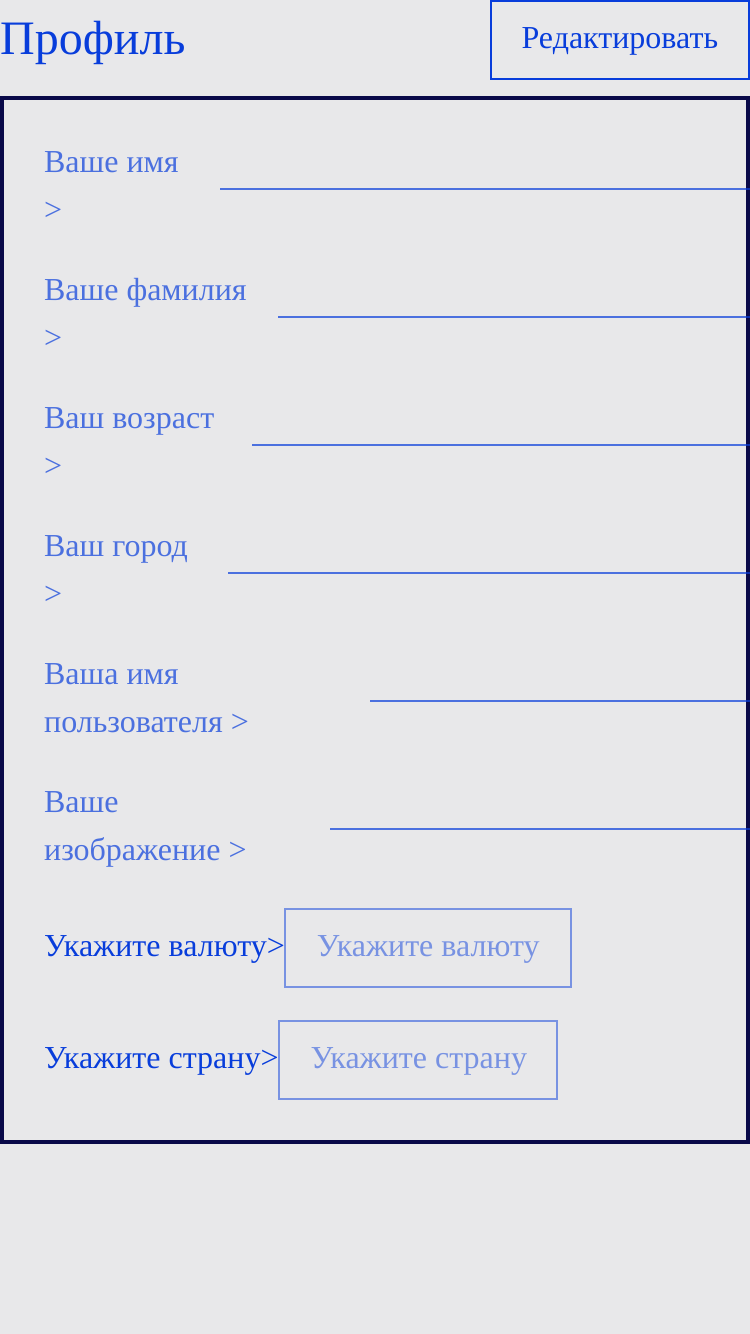 Профиль
Редактировать
Ваше имя
>
Ваше фамилия
>
Ваш возраст
>
Ваш город
>
Ваша имя
пользователя >
Ваше
изображение >
Укажите валюту> Укажите валюту
Укажите страну> Укажите страну